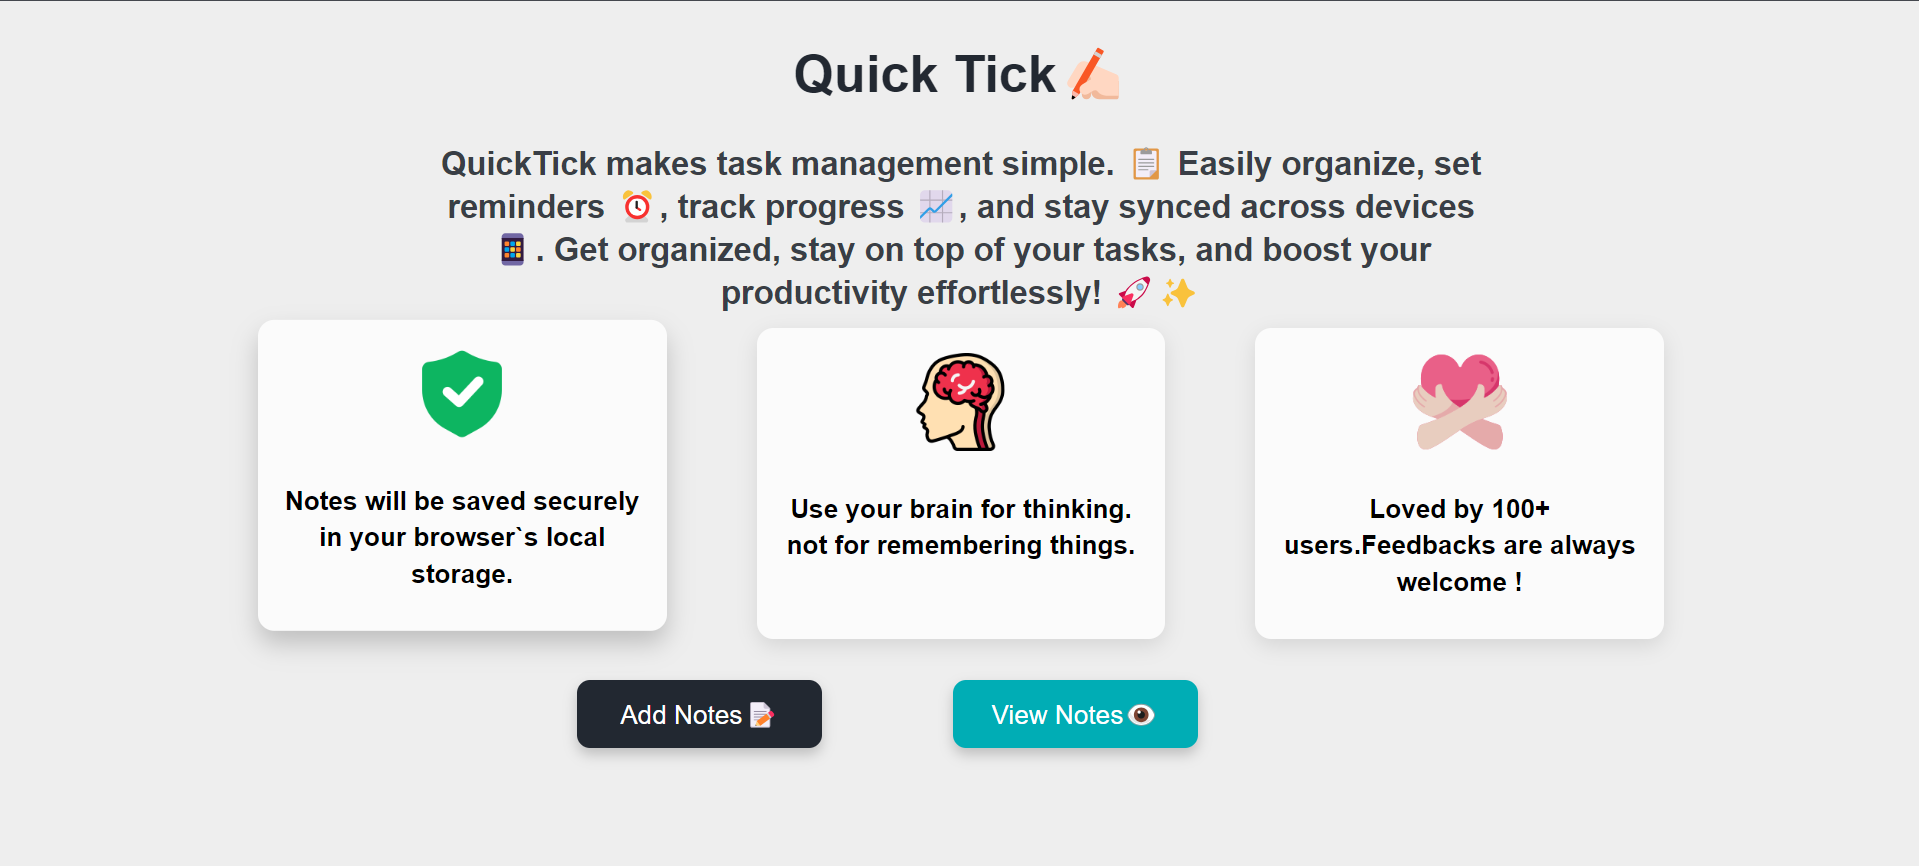 Quick Tick✍🏻
QuickTick makes task management simple. 📋 Easily organize, set
reminders ⏰, track progress 📈, and stay synced across devices
📱. Get organized, stay on top of your tasks, and boost your
productivity effortlessly! 🚀✨
Notes will be saved securely
in your browser`s local
storage.
Use your brain for thinking.
not for remembering things.
Loved by 100+
users.Feedbacks are always
welcome !
Add Notes 📝
View Notes👁️